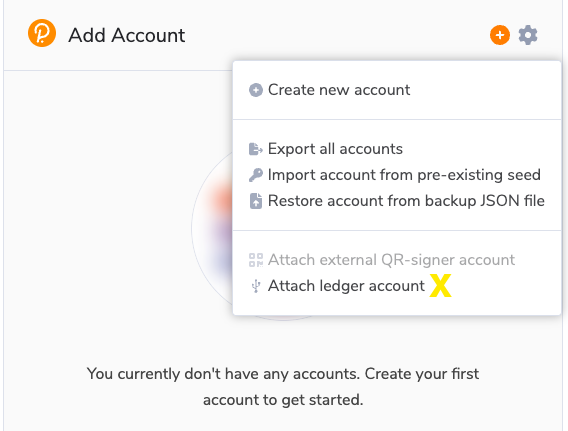 Add Account
Create new account
Export all accounts
Import account from pre-existing seed
Restore account from backup JSON file
Attach external QR-signer account
Attach ledger account X
You currently don't have any accounts. Create your first
account to get started.